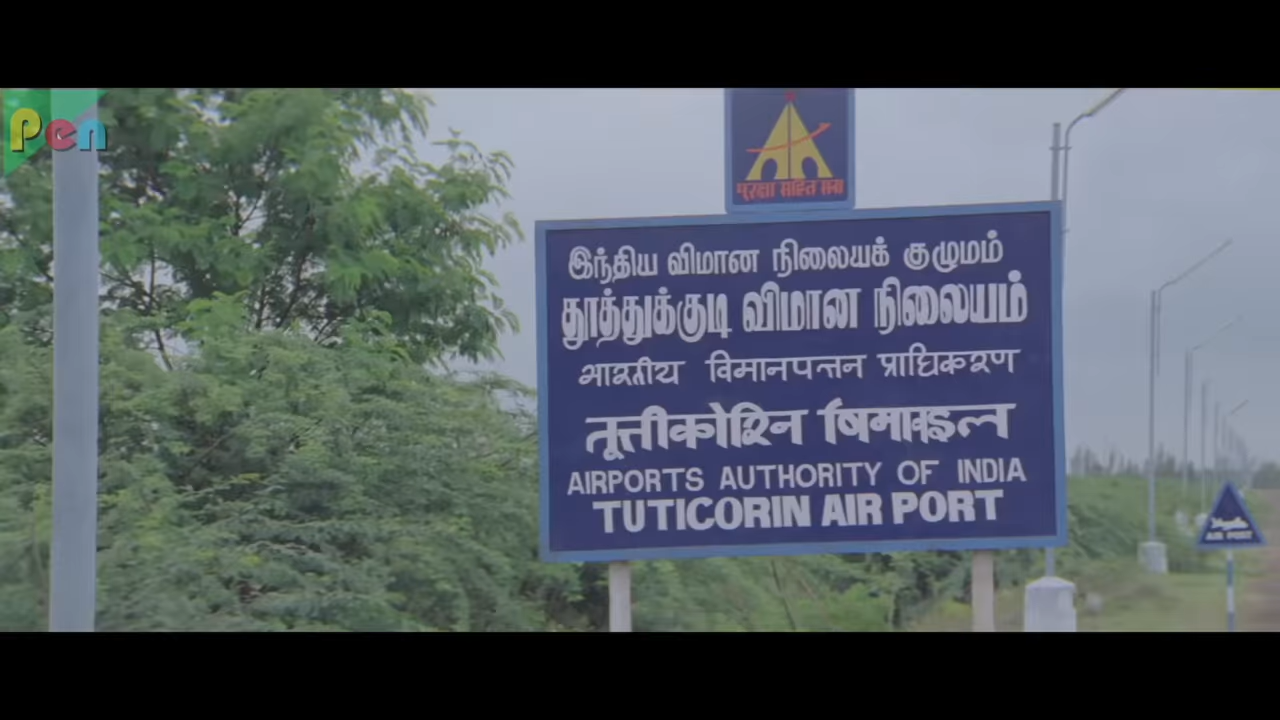 Pen
இந்திய விமான நிலையக் குழுமம்
தூத்துக்குடி விமான நிலையம்
भारतीय विमानपत्तन प्राधिकरण
तूत्तीकोरिन
AIRPORTS AUTHORITY OF INDIA
TUTICORIN AIR PORT
AIR PORT